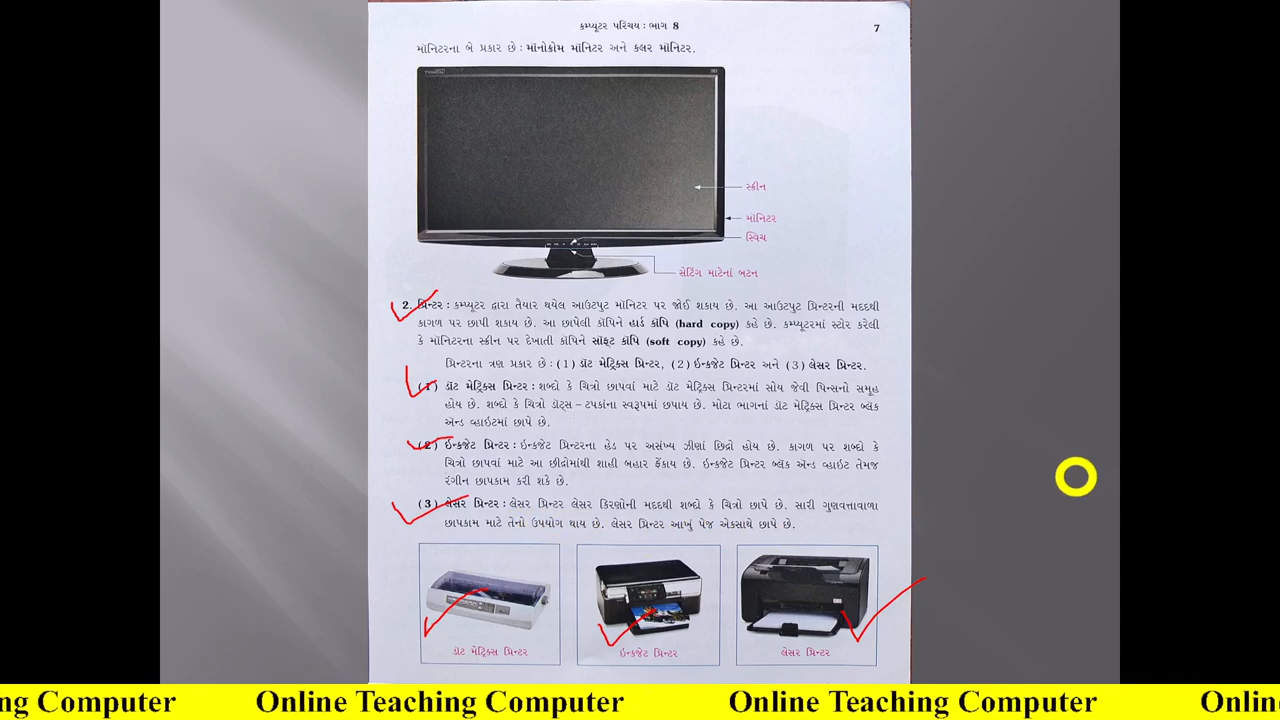 કમ્પ્યૂટર પરિચય : ભાગ 8
7
મૉનિટરના બે પ્રકાર છે : મૉનોક્રોમ મૉનિટર અને કલર મૉનિટર.
સ્ક્રીન
મૉનિટર
સ્વિચ
સેટિંગ માટેનાં બટન
2. પ્રિન્ટર : કમ્પ્યૂટર દ્વારા તૈયાર થયેલ આઉટપુટ મૉનિટર પર જોઈ શકાય છે. આ આઉટપુટ પ્રિન્ટરની મદદથી
કાગળ પર છાપી શકાય છે. આ છાપેલી કૉપિને હાર્ડ કૉપિ (hard copy) કહે છે. કમ્પ્યૂટરમાં સ્ટોર કરેલી
કે મૉનિટરના સ્ક્રીન પર દેખાતી કૉપિને સૉફ્ટ કૉપિ (soft copy) કહે છે.
પ્રિન્ટરના ત્રણ પ્રકાર છે : (1) ડૉટ મેટ્રિક્સ પ્રિન્ટર, (2) ઇન્કજેટ પ્રિન્ટર અને (3) લેસર પ્રિન્ટર.
(1) ડૉટ મેટ્રિક્સ પ્રિન્ટર : શબ્દો કે ચિત્રો છાપવાં માટે ડૉટ મેટ્રિક્સ પ્રિન્ટરમાં સોય જેવી પિન્સનો સમૂહ
હોય છે. શબ્દો કે ચિત્રો ડૉટ્સ – ટપકાંના સ્વરૂપમાં છપાય છે. મોટા ભાગનાં ડૉટ મેટ્રિક્સ પ્રિન્ટર બ્લૅક
ઍન્ડ વ્હાઇટમાં છાપે છે.
(2) ઇન્કજેટ પ્રિન્ટર : ઇન્કજેટ પ્રિન્ટરના હેડ પર અસંખ્ય ઝીણાં છિદ્રો હોય છે. કાગળ પર શબ્દો કે
ચિત્રો છાપવાં માટે આ છીદ્રોમાંથી શાહી બહાર ફેંકાય છે. ઇન્કજેટ પ્રિન્ટર બ્લૅક ઍન્ડ વ્હાઇટ તેમજ
રંગીન છાપકામ કરી શકે છે.
(3) લેસર પ્રિન્ટર : લેસર પ્રિન્ટર લેસર કિરણોની મદદથી શબ્દો કે ચિત્રો છાપે છે. સારી ગુણવત્તાવાળા
છાપકામ માટે તેનો ઉપયોગ થાય છે. લેસર પ્રિન્ટર આખું પેજ એકસાથે છાપે છે.
ડૉટ મેટ્રિક્સ પ્રિન્ટર
ઇન્કજેટ પ્રિન્ટર
લેસર પ્રિન્ટર
ng Computer Online Teaching Computer Online Teaching Computer Onlin